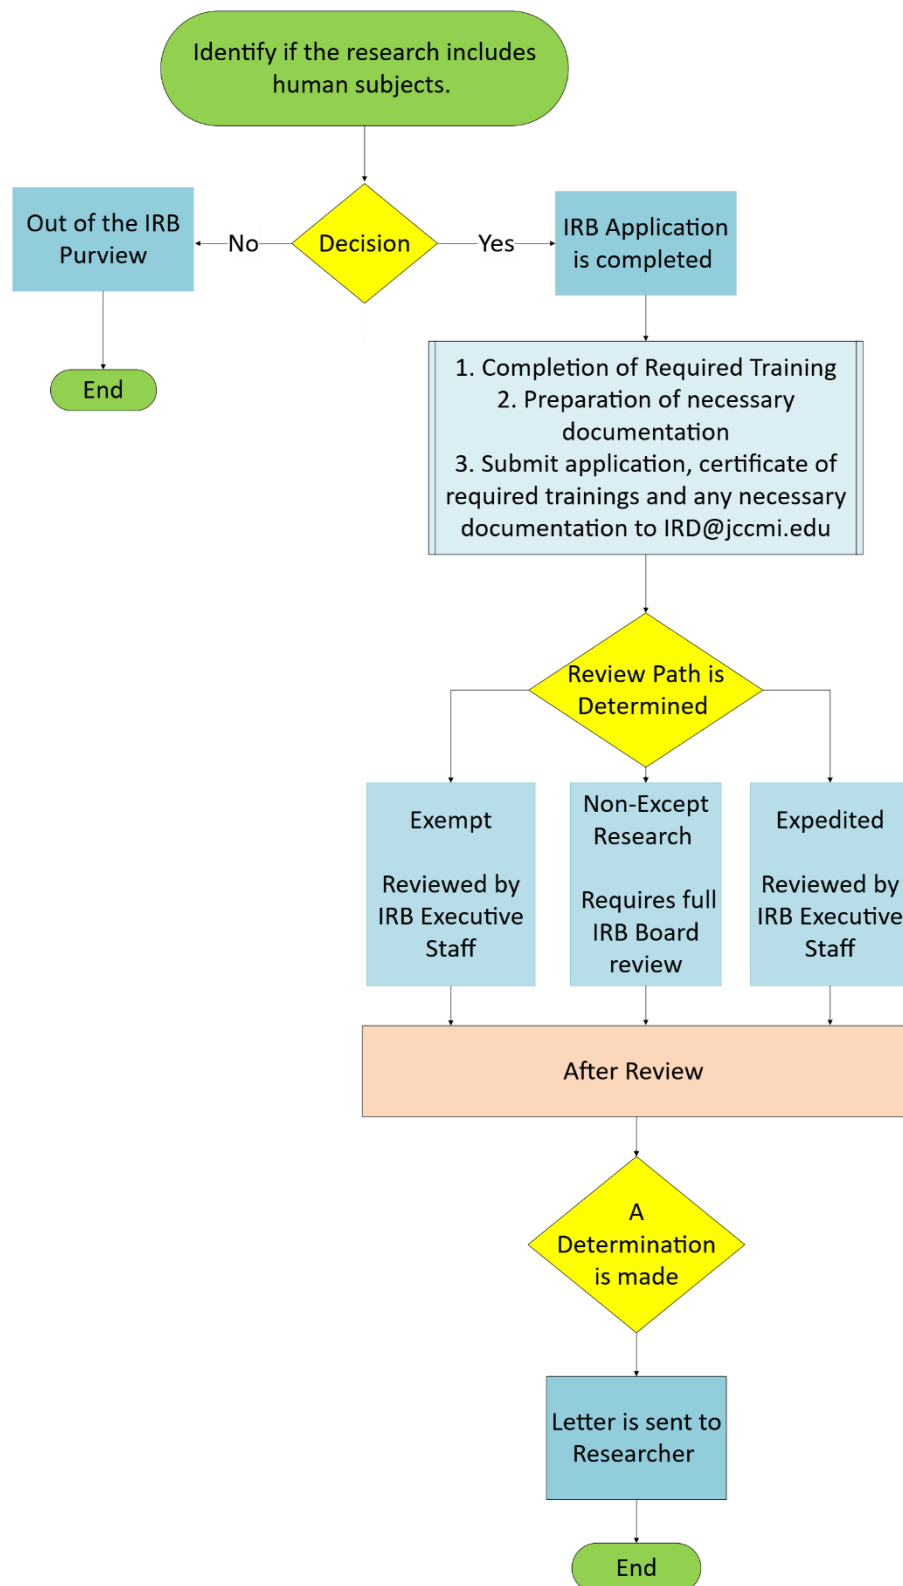 Identify if the research includes
human subjects.
Out of the IRB
Purview
No
Decision
Yes
IRB Application
is completed
End
1. Completion of Required Training
2. Preparation of necessary
documentation
3. Submit application, certificate of
required trainings and any necessary
documentation to IRD@jccmi.edu
Review Path is
Determined
Exempt
Reviewed by
IRB Executive
Staff
Non-Except
Research
Requires full
IRB Board
review
Expedited
Reviewed by
IRB Executive
Staff
After Review
A
Determination
is made
Letter is sent to
Researcher
End